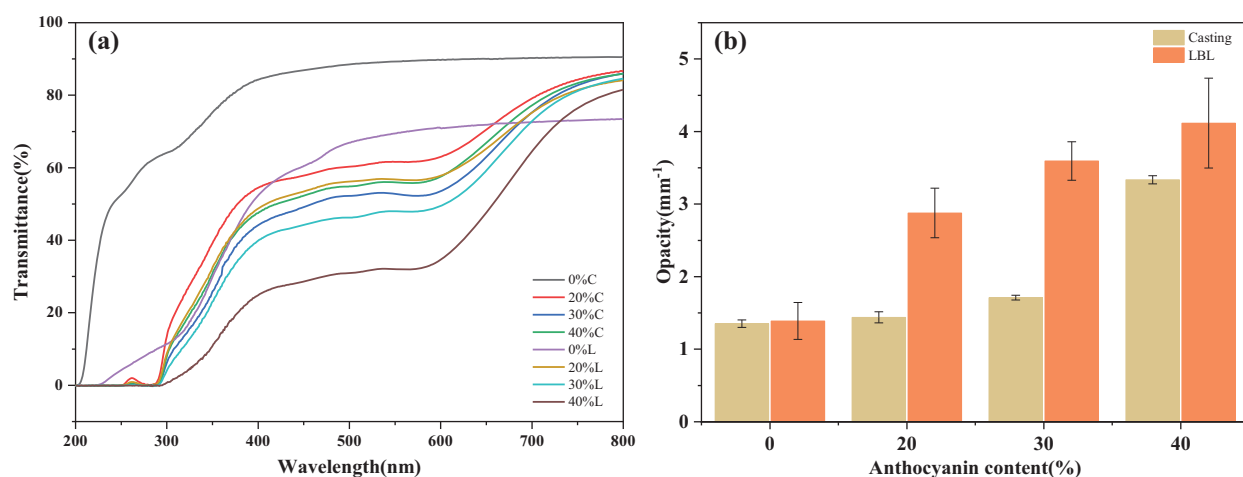 (a)
100
80
60
40
20
0
Transmittance(%)
200 300 400 500 600 700 800
Wavelength(nm)
0%C
20%C
30%C
40%C
0%L
20%L
30%L
40%L
(b)
Casting
LBL
5
4
3
2
1
0
Opacity(mm⁻¹)
0 20 30 40
Anthocyanin content(%)